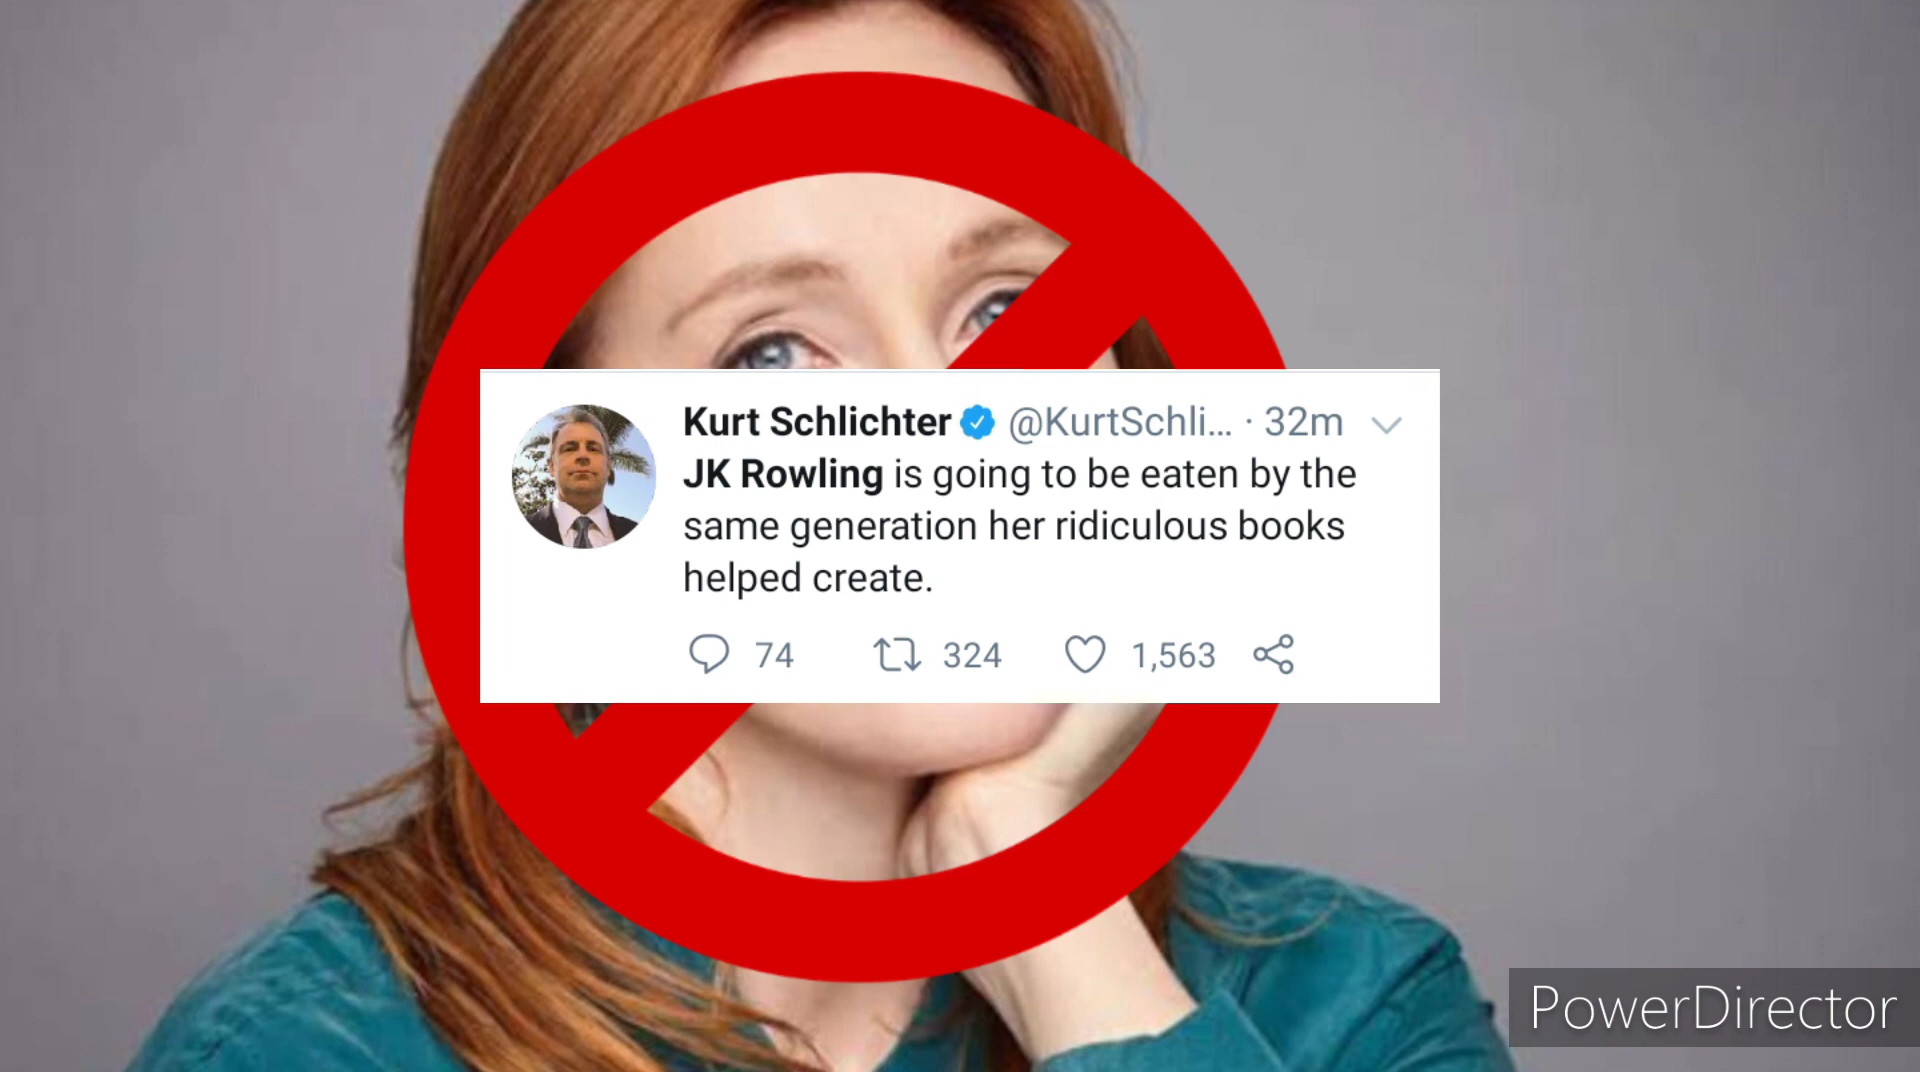 Kurt Schlichter @KurtSchli... · 32m
JK Rowling is going to be eaten by the
same generation her ridiculous books
helped create.
74 324 1,563
PowerDirector